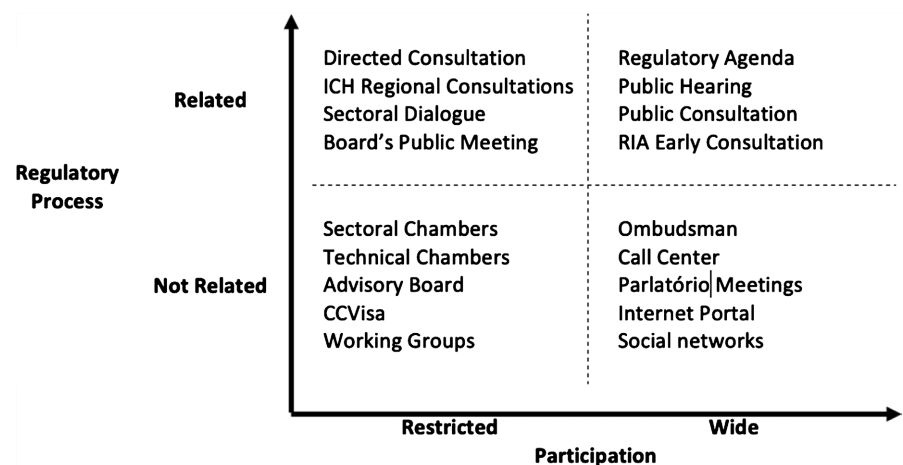 Directed Consultation
ICH Regional Consultations
Sectoral Dialogue
Board’s Public Meeting
Regulatory Agenda
Public Hearing
Public Consultation
RIA Early Consultation
Related
Regulatory
Process
Sectoral Chambers
Technical Chambers
Advisory Board
CCVisa
Working Groups
Ombudsman
Call Center
Parlatório Meetings
Internet Portal
Social networks
Not Related
Restricted
Wide
Participation